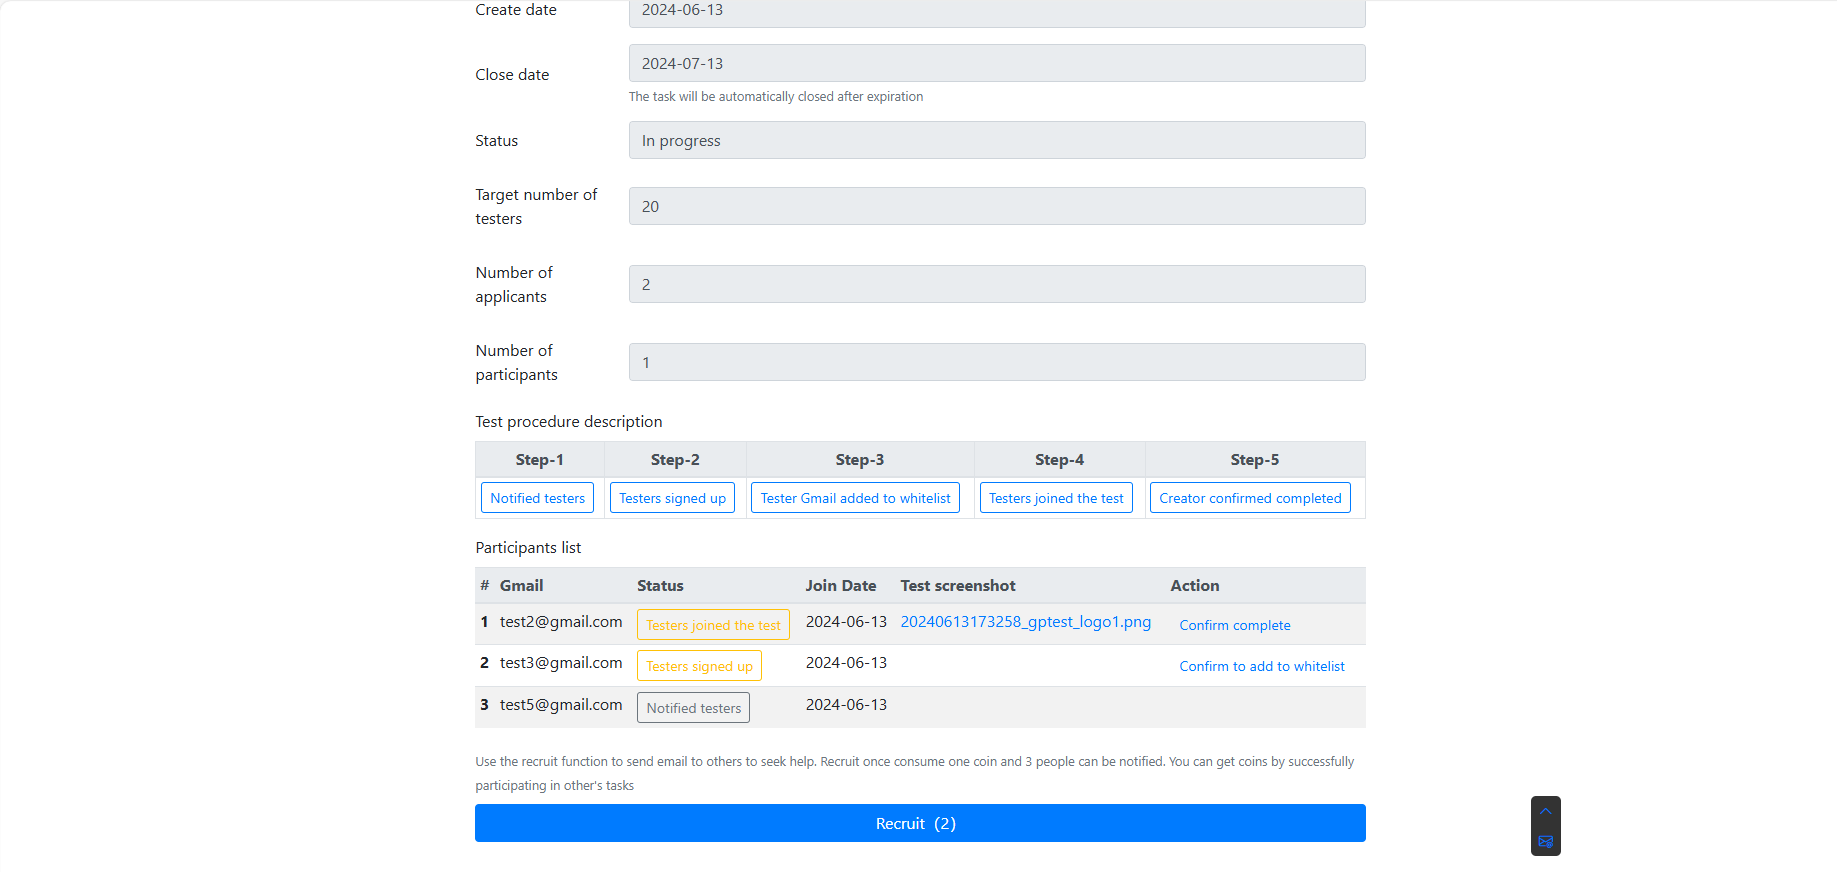 Create date
2024-06-13
Close date
2024-07-13
The task will be automatically closed after expiration
Status
In progress
Target number of
testers
20
Number of
applicants
2
Number of
participants
1
Test procedure description
Step-1 Step-2 Step-3 Step-4 Step-5
Notified testers Testers signed up Tester Gmail added to whitelist Testers joined the test Creator confirmed completed
Participants list
# Gmail Status Join Date Test screenshot Action
1 test2@gmail.com Testers joined the test 2024-06-13 20240613173258_gptest_logo1.png Confirm complete
2 test3@gmail.com Testers signed up 2024-06-13 Confirm to add to whitelist
3 test5@gmail.com Notified testers 2024-06-13
Use the recruit function to send email to others to seek help. Recruit once consume one coin and 3 people can be notified. You can get coins by successfully
participating in other's tasks
Recruit (2)